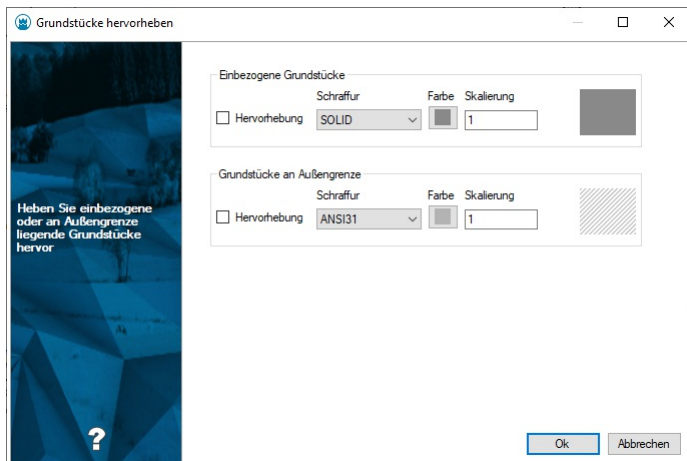 Grundstücke hervorheben
Heben Sie einbezogene
oder an Außengrenze
liegende Grundstücke
hervor
?
Einbezogene Grundstücke
Schraffur Farbe Skalierung
Hervorhebung SOLID 1
Grundstücke an Außengrenze
Schraffur Farbe Skalierung
Hervorhebung ANSI31 1
Ok Abbrechen